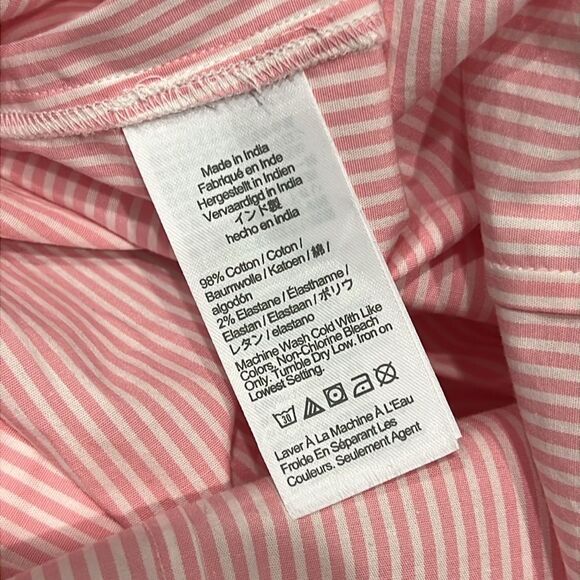 Made in India
Fabriqué en Inde
Hergestellt in Indien
Vervaardigd in India
インド製
hecho en india
98% Cotton / Coton /
Baumwolle / Katoen / 綿 /
algodón
2% Elastane / Élasthanne /
Elastan / Elastaan / ポリウ
レタン / elastano
Machine Wash Cold With Like
Colors, Non-Chlorine Bleach
Only, Tumble Dry Low. Iron on
Lowest Setting.
30
Laver À La Machine À L'Eau
Froide En Séparant Les
Couleurs. Seulement Agent